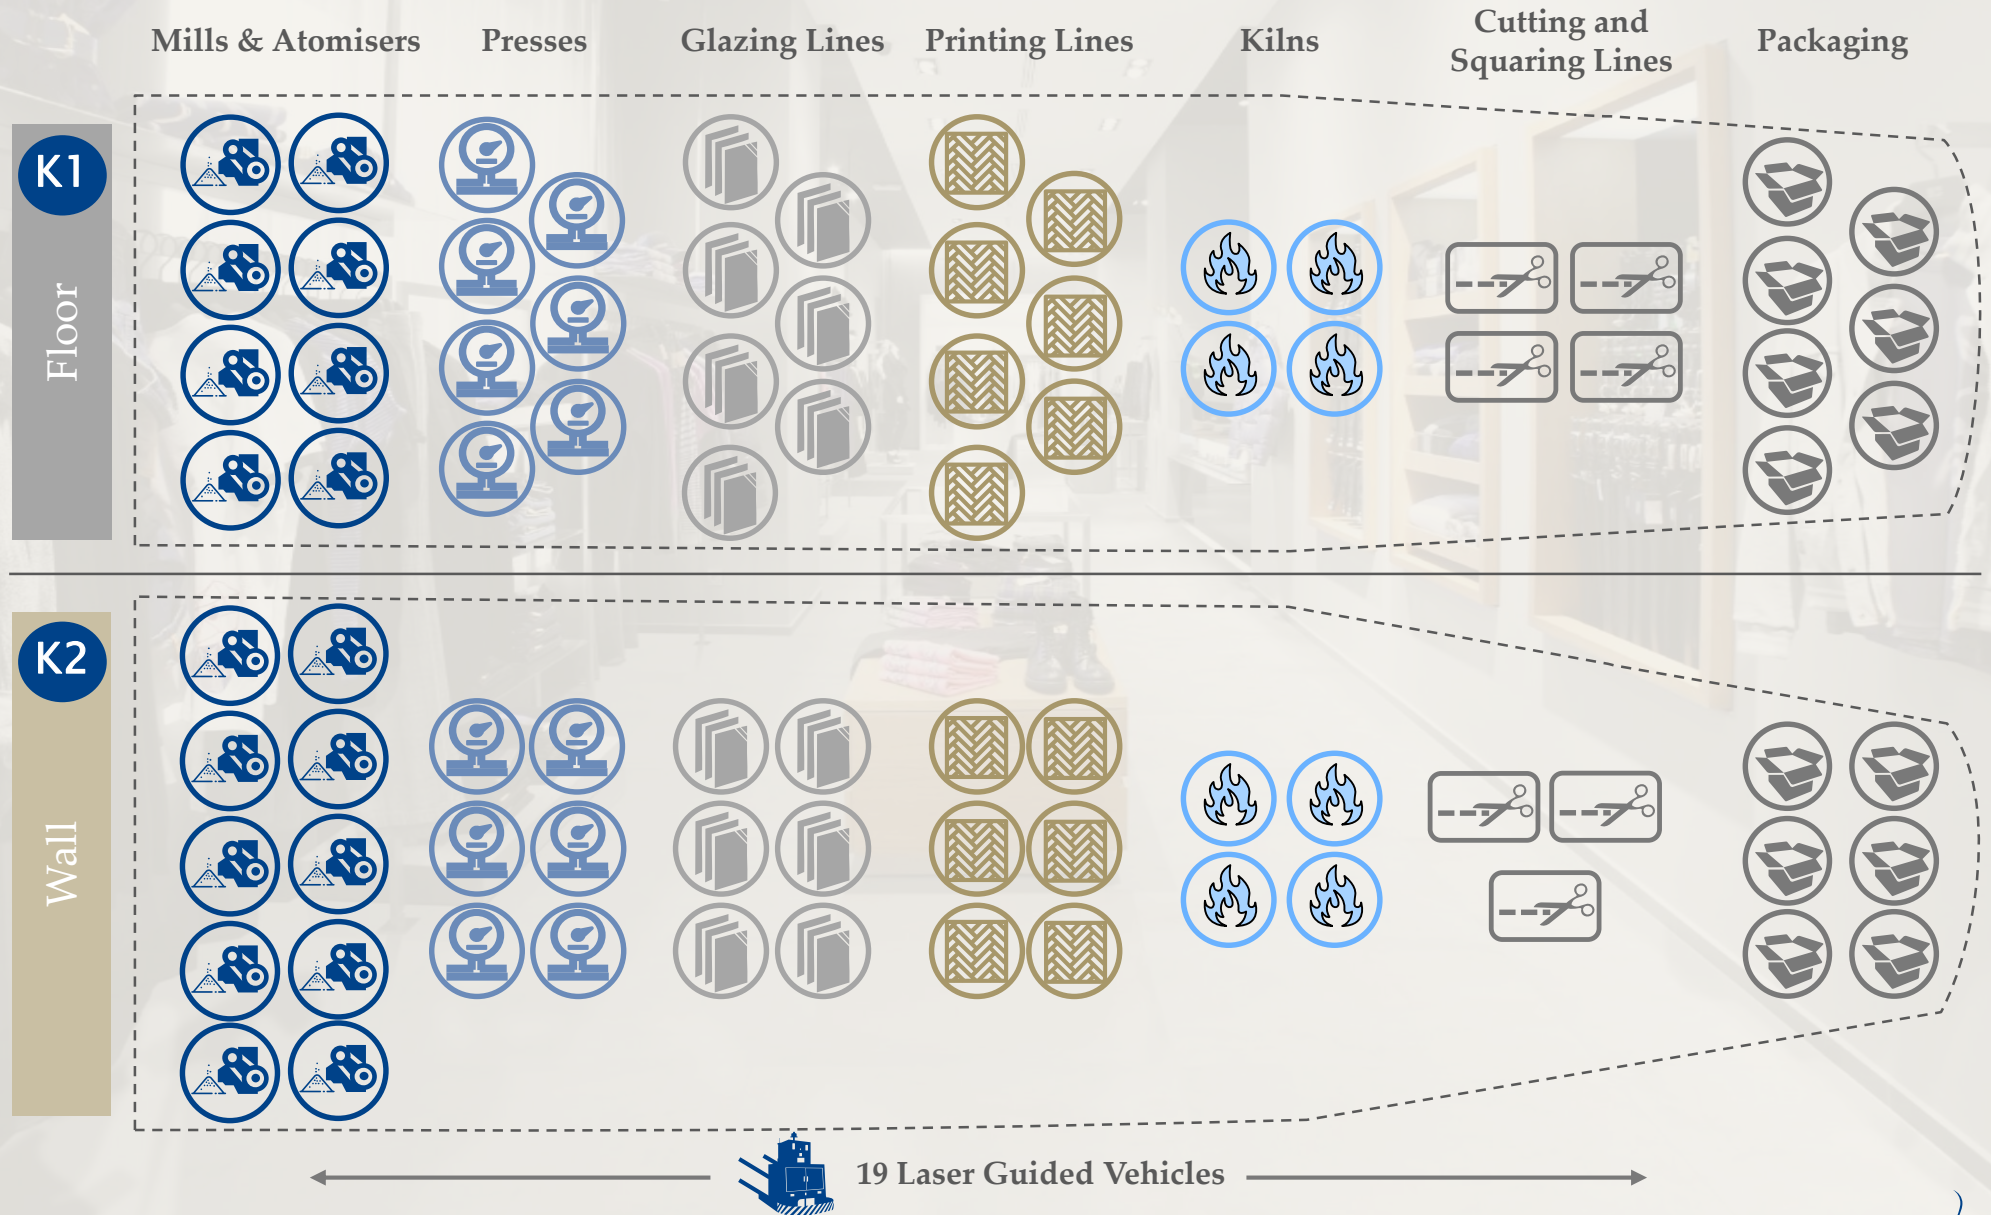 Mills & Atomisers
Presses
Glazing Lines
Printing Lines
Kilns
Cutting and
Squaring Lines
Packaging
K1
Floor
K2
Wall
19 Laser Guided Vehicles